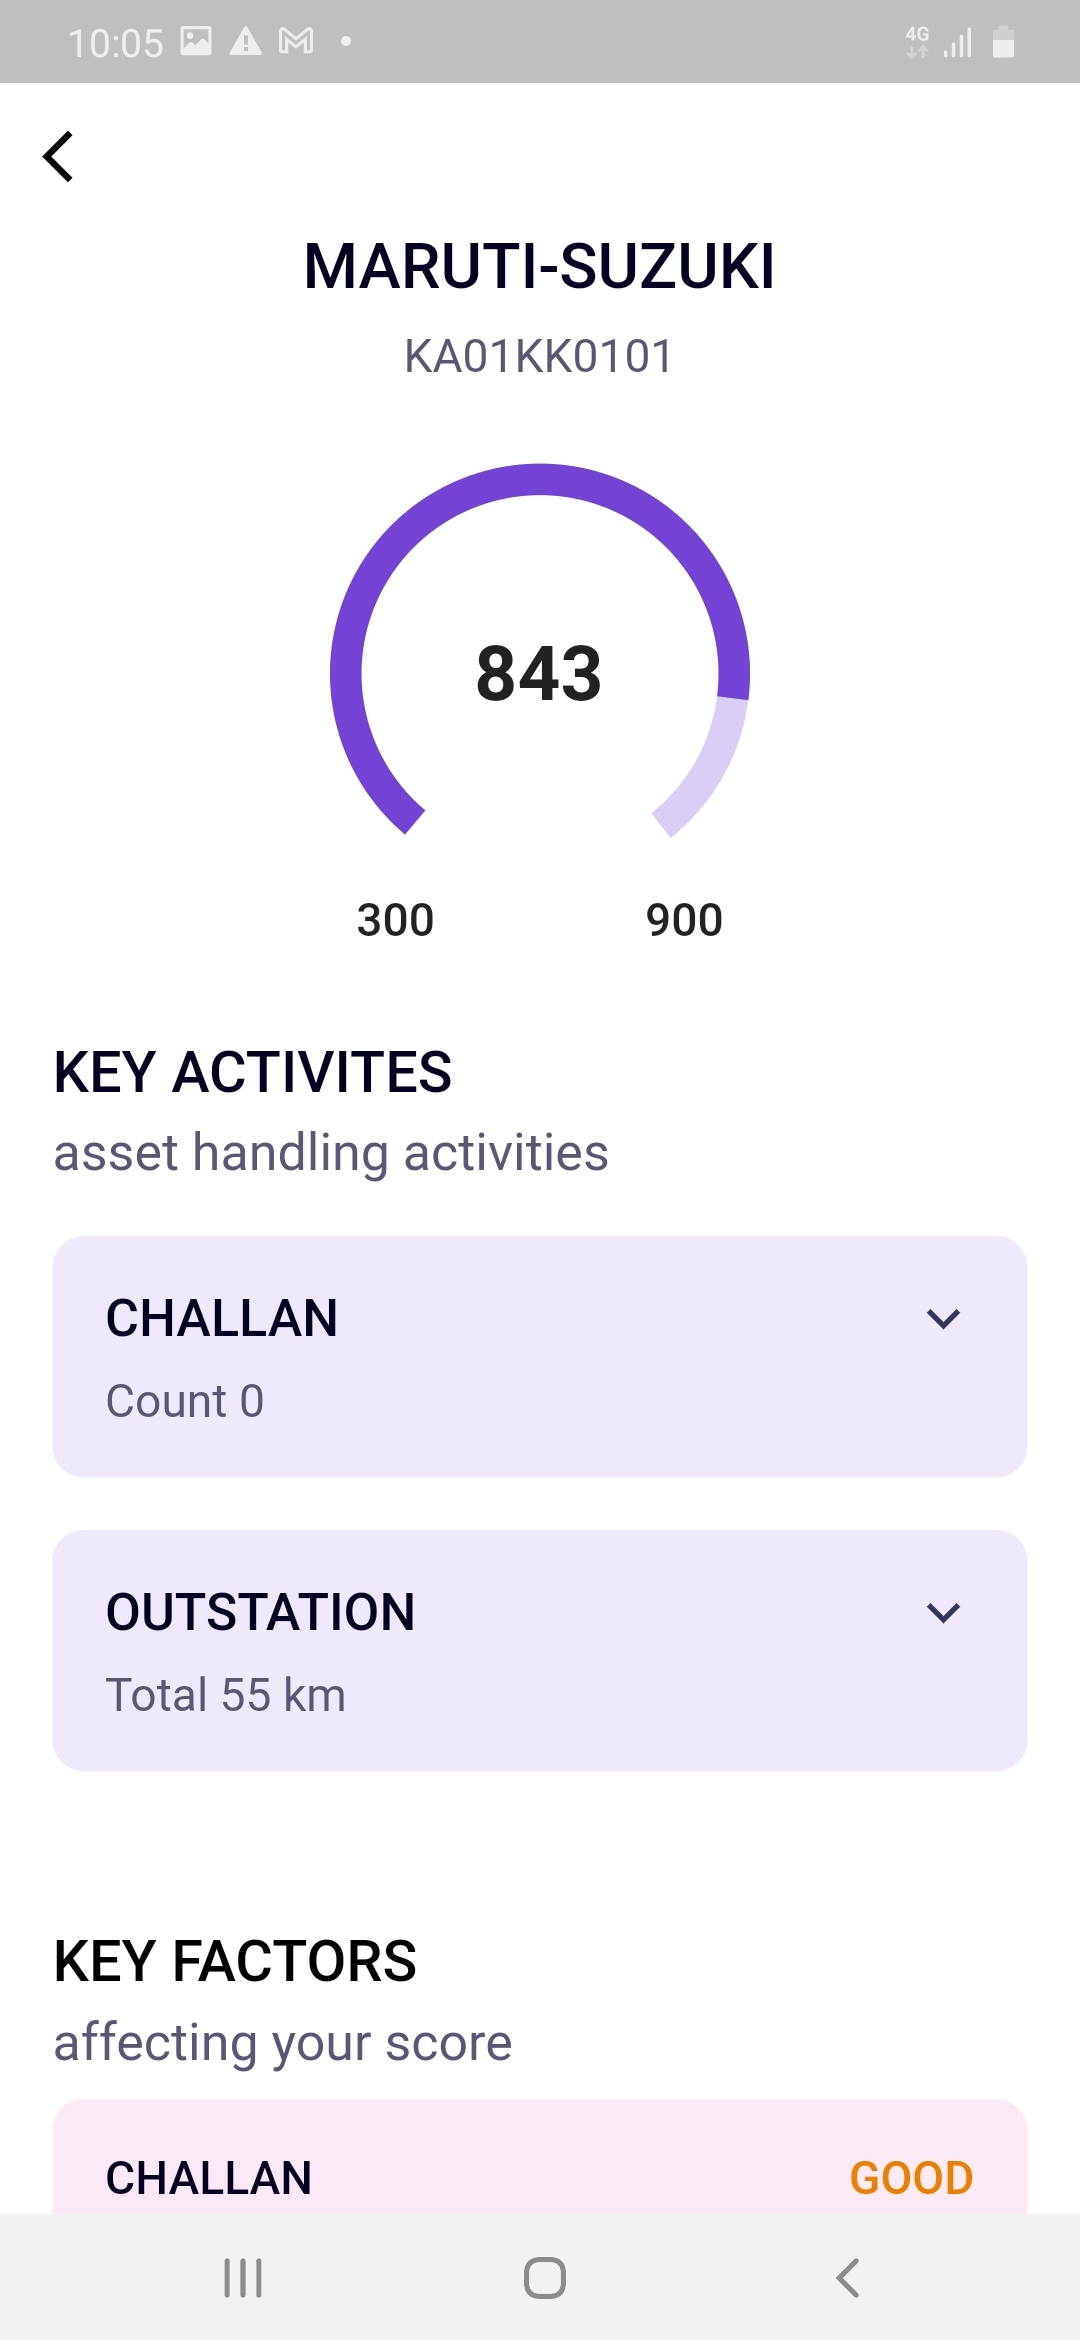 10:05
4G
MARUTI-SUZUKI
KA01KK0101
843
300 900
KEY ACTIVITES
asset handling activities
CHALLAN
Count 0
OUTSTATION
Total 55 km
KEY FACTORS
affecting your score
CHALLAN GOOD